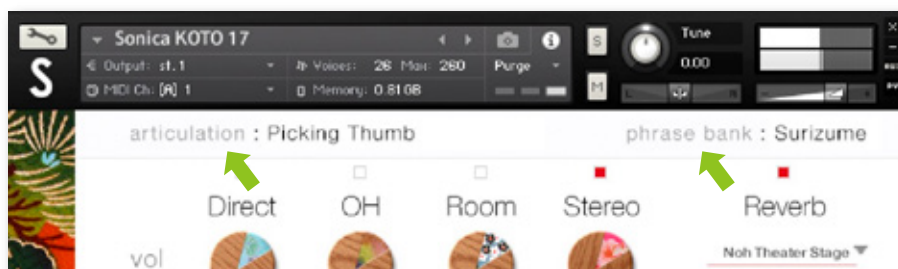 Sonica KOTO 17
S
Tune
Output: st.1
Voices: 26 Max: 260
Purge
0.00
S
MIDI Ch: [A] 1
Memory: 0.81 GB
M
L
R
articulation : Picking Thumb
phrase bank : Surizume
Direct
OH
Room
Stereo
Reverb
vol
Noh Theater Stage